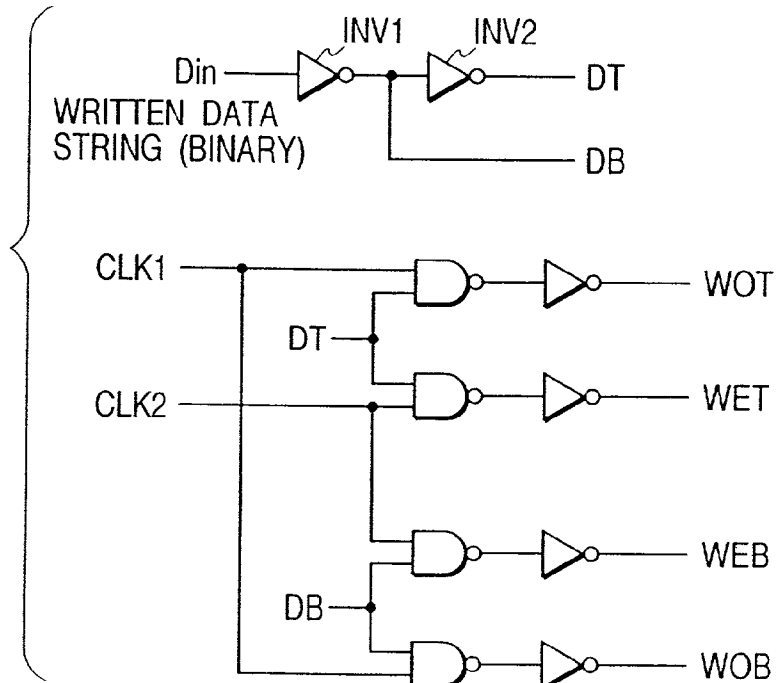 INV1
INV2
Din
DT
WRITTEN DATA
STRING (BINARY)
DB
CLK1
WOT
DT
CLK2
WET
WEB
DB
WOB